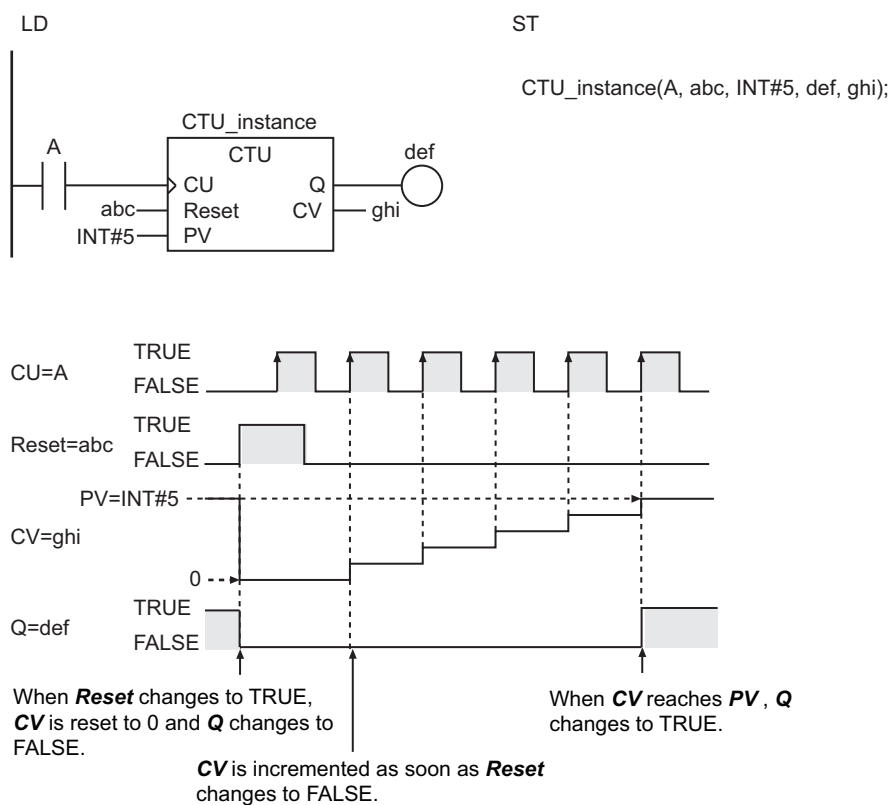 LD
ST
CTU_instance(A, abc, INT#5, def, ghi);
CTU_instance
A
CTU
def
CU
Q
abc
Reset
CV
ghi
INT#5
PV
CU=A
TRUE
FALSE
Reset=abc
TRUE
FALSE
PV=INT#5
CV=ghi
0
Q=def
TRUE
FALSE
When Reset changes to TRUE,
CV is reset to 0 and Q changes to
FALSE.
When CV reaches PV , Q
changes to TRUE.
CV is incremented as soon as Reset
changes to FALSE.